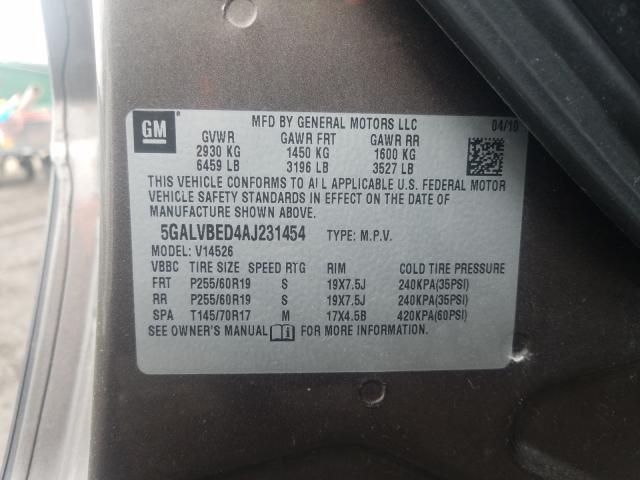 GM
MFD BY GENERAL MOTORS LLC 04/10
GVWR GAWR FRT GAWR RR
2930 KG 1450 KG 1600 KG
6459 LB 3196 LB 3527 LB
THIS VEHICLE CONFORMS TO ALL APPLICABLE U.S. FEDERAL MOTOR
VEHICLE SAFETY STANDARDS IN EFFECT ON THE DATE OF
MANUFACTURE SHOWN ABOVE.
5GALVBED4AJ231454 TYPE: M.P.V.
MODEL: V14526
VBBC TIRE SIZE SPEED RTG RIM COLD TIRE PRESSURE
FRT P255/60R19 S 19X7.5J 240KPA(35PSI)
RR P255/60R19 S 19X7.5J 240KPA(35PSI)
SPA T145/70R17 M 17X4.5B 420KPA(60PSI)
SEE OWNER'S MANUAL FOR MORE INFORMATION.